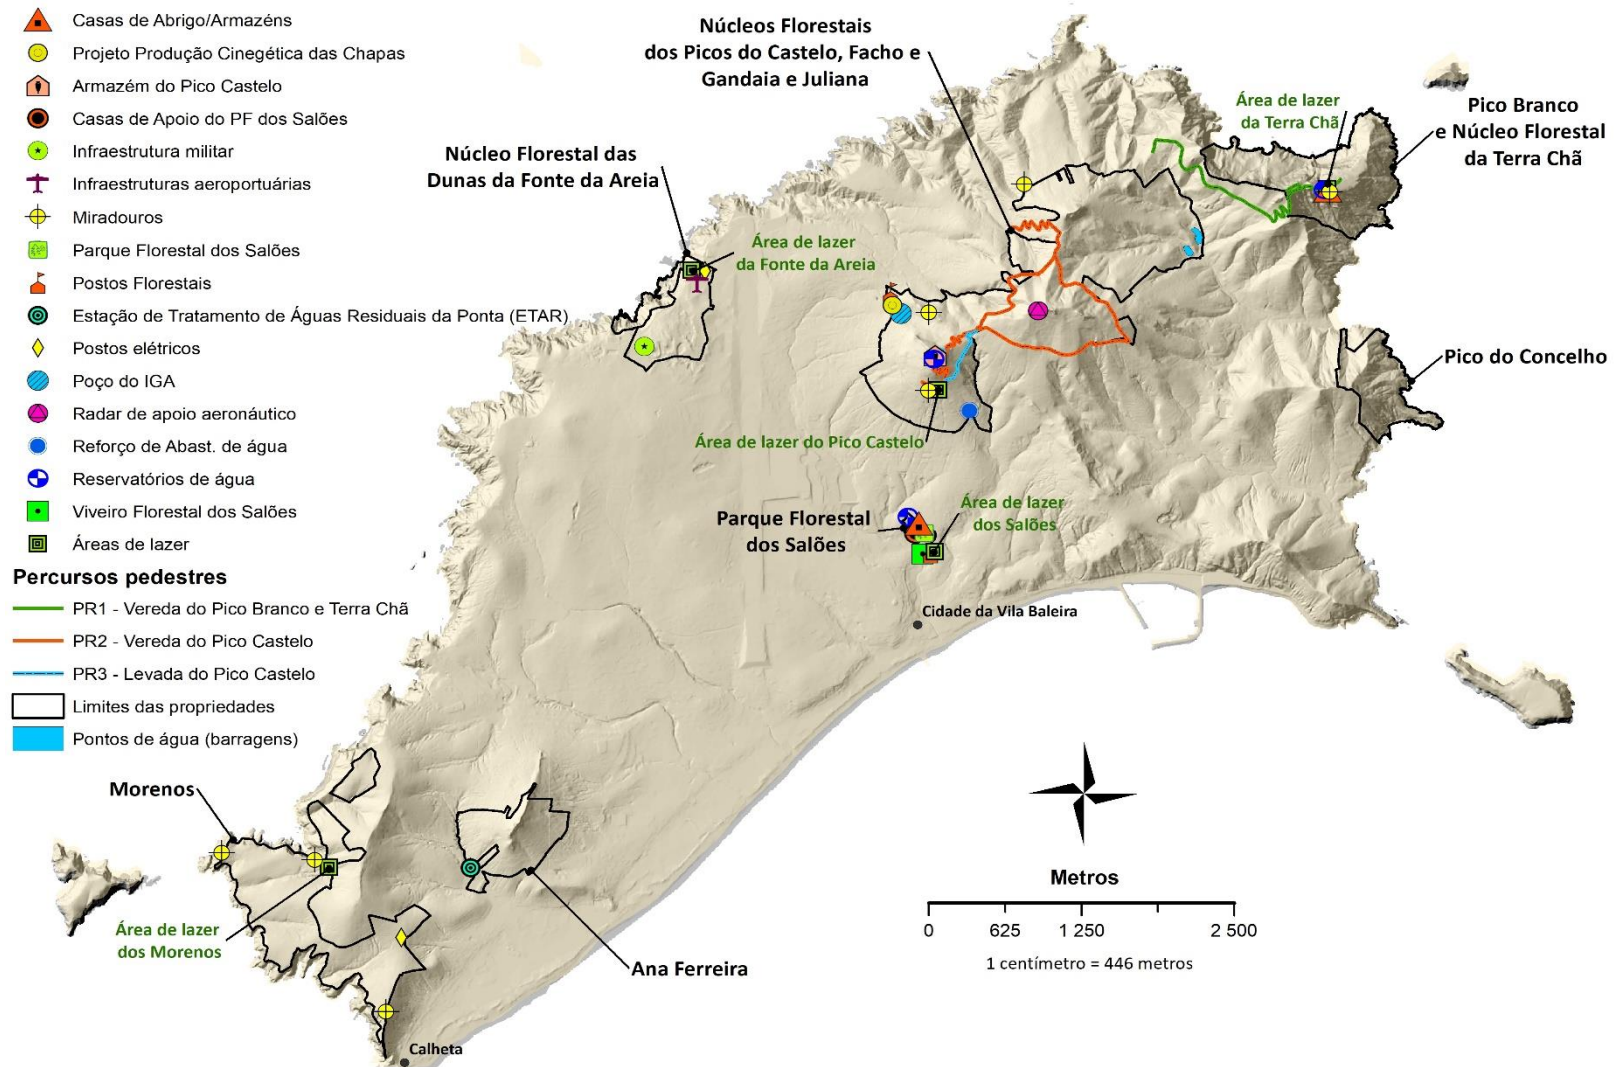 Casas de Abrigo/Armazéns
Projeto Produção Cinegética das Chapas
Armazém do Pico Castelo
Casas de Apoio do PF dos Salões
Infraestrutura militar
Infraestruturas aeroportuárias
Miradouros
Parque Florestal dos Salões
Postos Florestais
Estação de Tratamento de Águas Residuais da Ponta (ETAR)
Postos elétricos
Poço do IGA
Radar de apoio aeronáutico
Reforço de Abast. de água
Reservatórios de água
Viveiro Florestal dos Salões
Áreas de lazer
Percursos pedestres
PR1 - Vereda do Pico Branco e Terra Chã
PR2 - Vereda do Pico Castelo
PR3 - Levada do Pico Castelo
Limites das propriedades
Pontos de água (barragens)
Núcleos Florestais
dos Picos do Castelo, Facho e
Gandaia e Juliana
Área de lazer
da Terra Chã
Pico Branco
e Núcleo Florestal
da Terra Chã
Núcleo Florestal das
Dunas da Fonte da Areia
Área de lazer
da Fonte da Areia
Pico do Concelho
Área de lazer do Pico Castelo
Parque Florestal
dos Salões
Área de lazer
dos Salões
Cidade da Vila Baleira
Morenos
Área de lazer
dos Morenos
Ana Ferreira
Calheta
Metros
0 625 1 250 2 500
1 centímetro = 446 metros